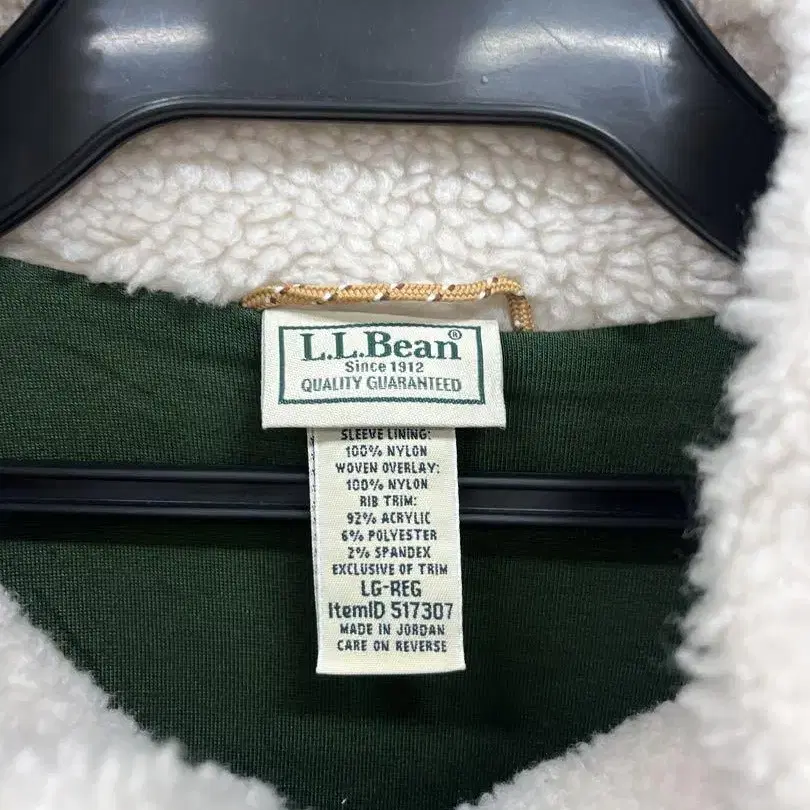 L.L.Bean®
Since 1912
QUALITY GUARANTEED
SLEEVE LINING:
100% NYLON
WOVEN OVERLAY:
100% NYLON
RIB TRIM:
92% ACRYLIC
6% POLYESTER
2% SPANDEX
EXCLUSIVE OF TRIM
LG-REG
ItemID 517307
MADE IN JORDAN
CARE ON REVERSE